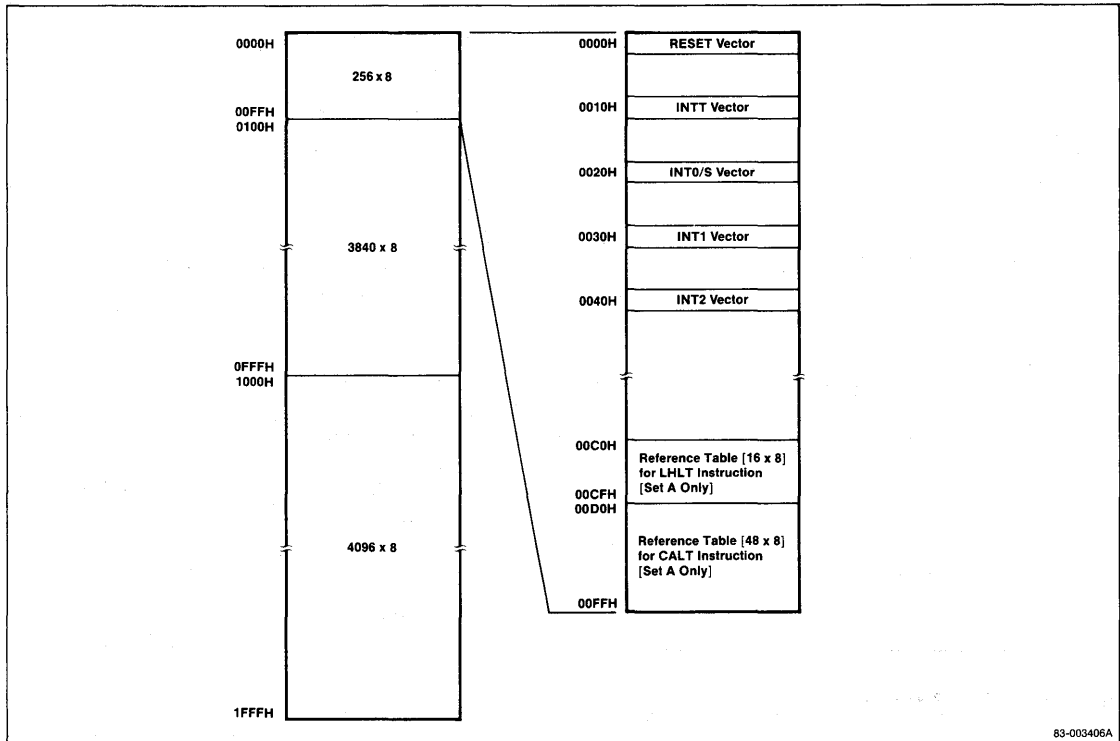 0000H
256 x 8
00FFH
0100H
3840 x 8
0FFFH
1000H
4096 x 8
1FFFH
0000H
RESET Vector
0010H
INTT Vector
0020H
INT0/S Vector
0030H
INT1 Vector
0040H
INT2 Vector
00C0H
Reference Table [16 x 8]
for LHLT Instruction
[Set A Only]
00CFH
00D0H
Reference Table [48 x 8]
for CALT Instruction
[Set A Only]
00FFH
83-003406A